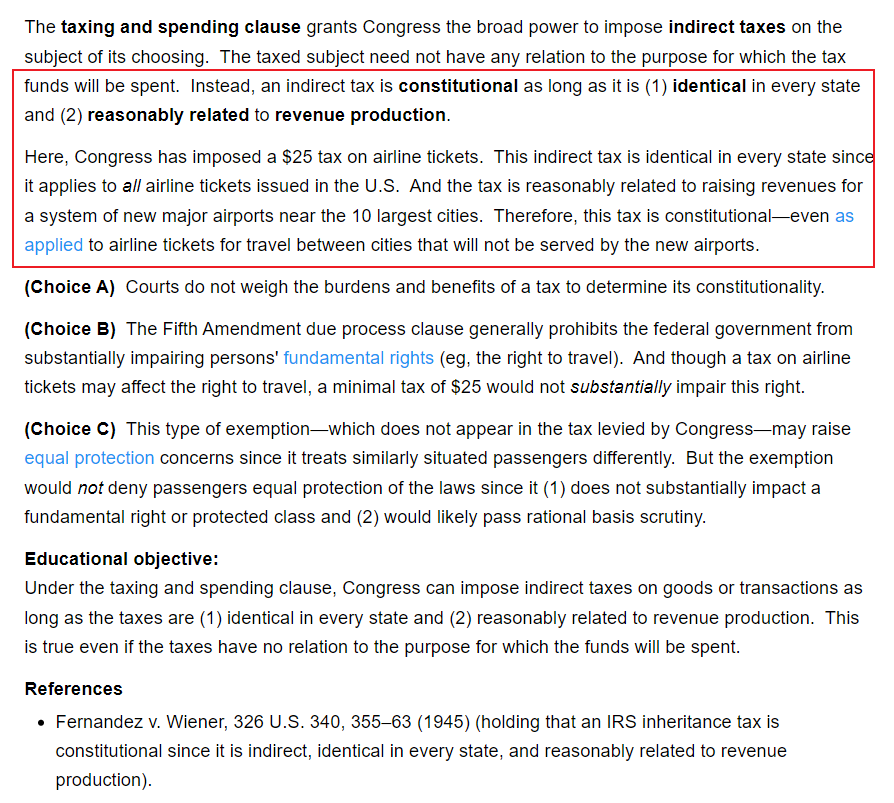 The taxing and spending clause grants Congress the broad power to impose indirect taxes on the
subject of its choosing.  The taxed subject need not have any relation to the purpose for which the tax
funds will be spent.  Instead, an indirect tax is constitutional as long as it is (1) identical in every state
and (2) reasonably related to revenue production.
Here, Congress has imposed a $25 tax on airline tickets.  This indirect tax is identical in every state since
it applies to all airline tickets issued in the U.S.  And the tax is reasonably related to raising revenues for
a system of new major airports near the 10 largest cities.  Therefore, this tax is constitutional—even as
applied to airline tickets for travel between cities that will not be served by the new airports.
(Choice A)  Courts do not weigh the burdens and benefits of a tax to determine its constitutionality.
(Choice B)  The Fifth Amendment due process clause generally prohibits the federal government from
substantially impairing persons' fundamental rights (eg, the right to travel).  And though a tax on airline
tickets may affect the right to travel, a minimal tax of $25 would not substantially impair this right.
(Choice C)  This type of exemption—which does not appear in the tax levied by Congress—may raise
equal protection concerns since it treats similarly situated passengers differently.  But the exemption
would not deny passengers equal protection of the laws since it (1) does not substantially impact a
fundamental right or protected class and (2) would likely pass rational basis scrutiny.
Educational objective:
Under the taxing and spending clause, Congress can impose indirect taxes on goods or transactions as
long as the taxes are (1) identical in every state and (2) reasonably related to revenue production.  This
is true even if the taxes have no relation to the purpose for which the funds will be spent.
References
• Fernandez v. Wiener, 326 U.S. 340, 355–63 (1945) (holding that an IRS inheritance tax is
constitutional since it is indirect, identical in every state, and reasonably related to revenue
production).